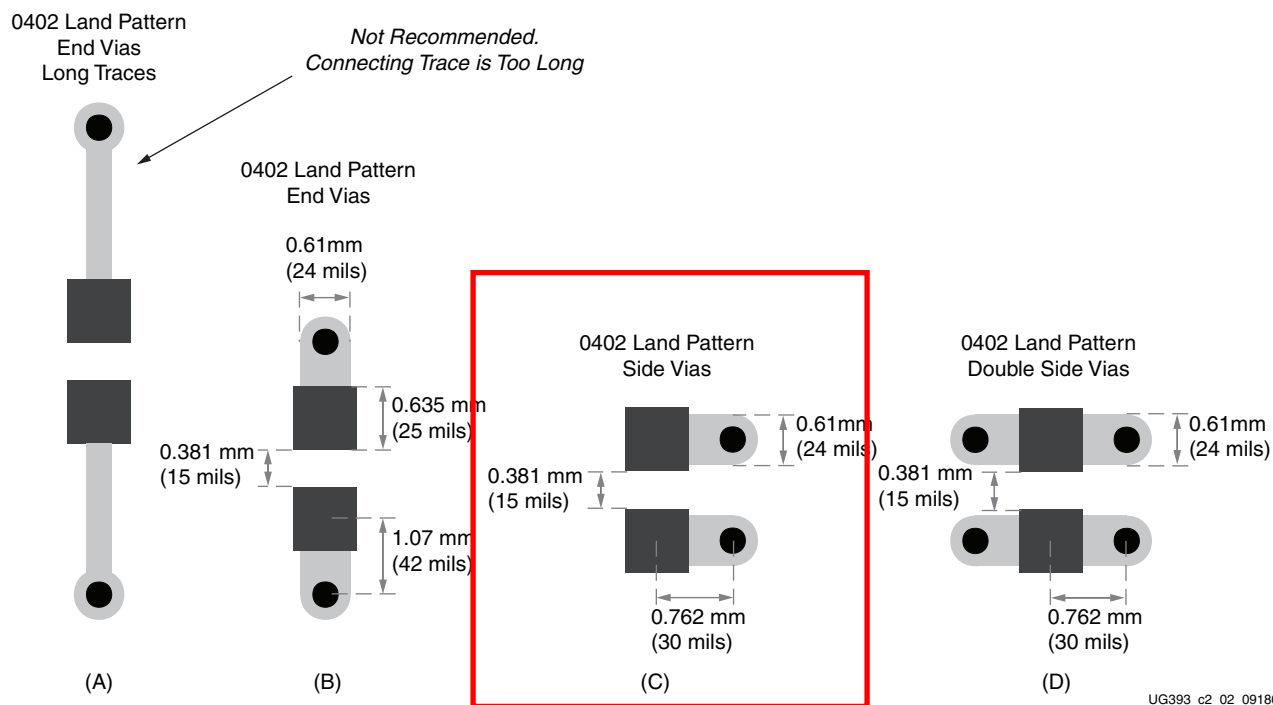 0402 Land Pattern
End Vias
Long Traces
Not Recommended.
Connecting Trace is Too Long
0402 Land Pattern
End Vias
0.61mm
(24 mils)
0.635 mm
(25 mils)
0.381 mm
(15 mils)
1.07 mm
(42 mils)
0402 Land Pattern
Side Vias
0.61mm
(24 mils)
0.381 mm
(15 mils)
0.762 mm
(30 mils)
0402 Land Pattern
Double Side Vias
0.61mm
(24 mils)
0.381 mm
(15 mils)
0.762 mm
(30 mils)
(A)
(B)
(C)
(D)
UG393_c2_02_09180